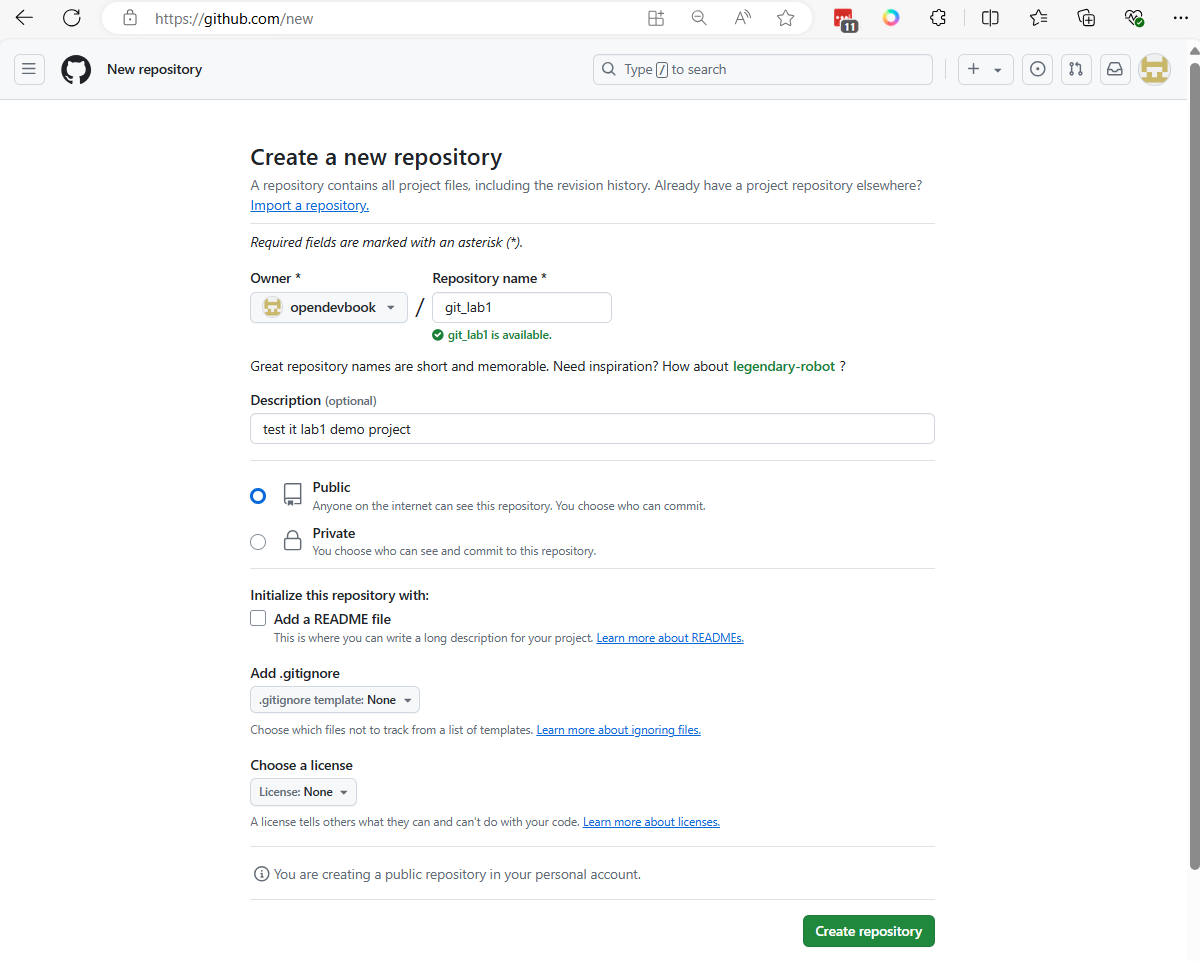 https://github.com/new
11
New repository
Type / to search
Create a new repository
A repository contains all project files, including the revision history. Already have a project repository elsewhere?
Import a repository.
Required fields are marked with an asterisk (*).
Owner * Repository name *
opendevbook / git_lab1
git_lab1 is available.
Great repository names are short and memorable. Need inspiration? How about legendary-robot ?
Description (optional)
test it lab1 demo project
Public
Anyone on the internet can see this repository. You choose who can commit.
Private
You choose who can see and commit to this repository.
Initialize this repository with:
Add a README file
This is where you can write a long description for your project. Learn more about READMEs.
Add .gitignore
.gitignore template: None
Choose which files not to track from a list of templates. Learn more about ignoring files.
Choose a license
License: None
A license tells others what they can and can't do with your code. Learn more about licenses.
You are creating a public repository in your personal account.
Create repository